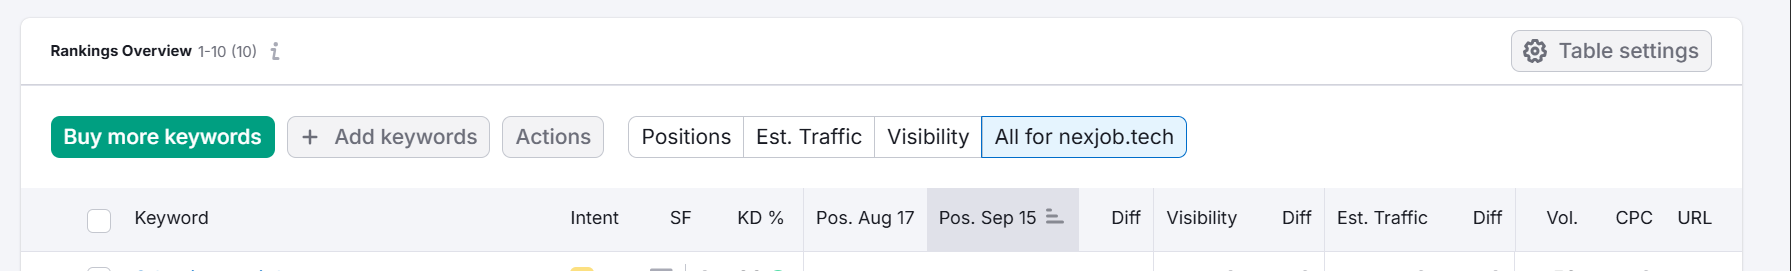 Rankings Overview 1-10 (10)
Table settings
Buy more keywords + Add keywords Actions Positions Est. Traffic Visibility All for nexjob.tech
Keyword Intent SF KD % Pos. Aug 17 Pos. Sep 15 Diff Visibility Diff Est. Traffic Diff Vol. CPC URL